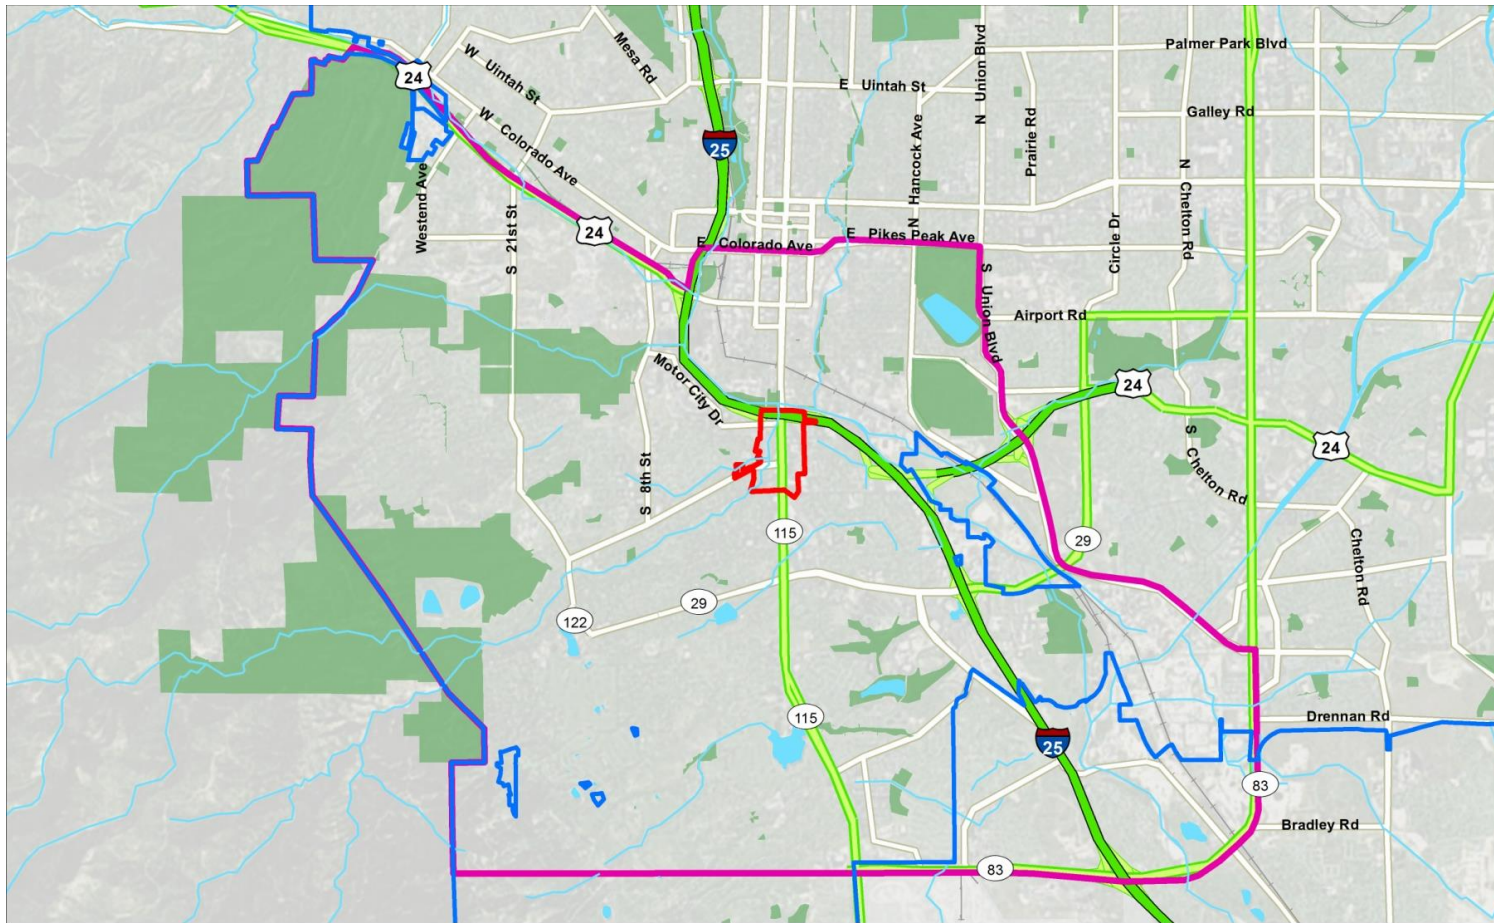 Palmer Park Blvd
Mesa Rd
24
W Uintah St
E Uintah St
N Union Blvd
Galley Rd
W Colorado Ave
25
N Hancock Ave
Prairie Rd
N Chelton Rd
Westend Ave
S 21st St
24
E Colorado Ave
E Pikes Peak Ave
Circle Dr
S Union Blvd
Airport Rd
Motor City Dr
24
24
S 8th St
S Chelton Rd
115
29
Chelton Rd
29
122
115
Drennan Rd
25
83
Bradley Rd
83